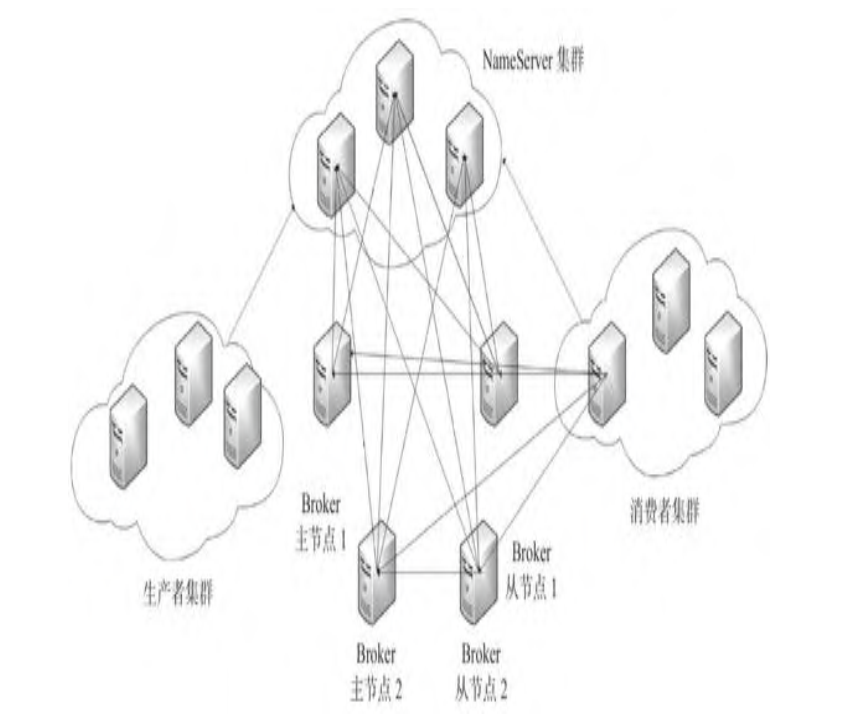 NameServer 集群
Broker
主节点 1
消费者集群
Broker
从节点 1
生产者集群
Broker
主节点 2
Broker
从节点 2